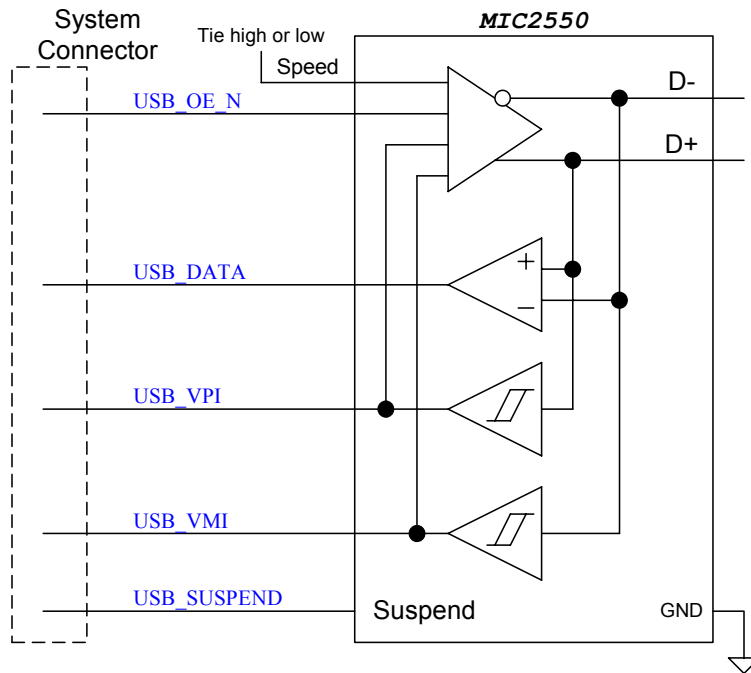 System
Connector
Tie high or low
MIC2550
Speed
D-
USB_OE_N
D+
USB_DATA
+
−
USB_VPI
USB_VMI
USB_SUSPEND
Suspend
GND